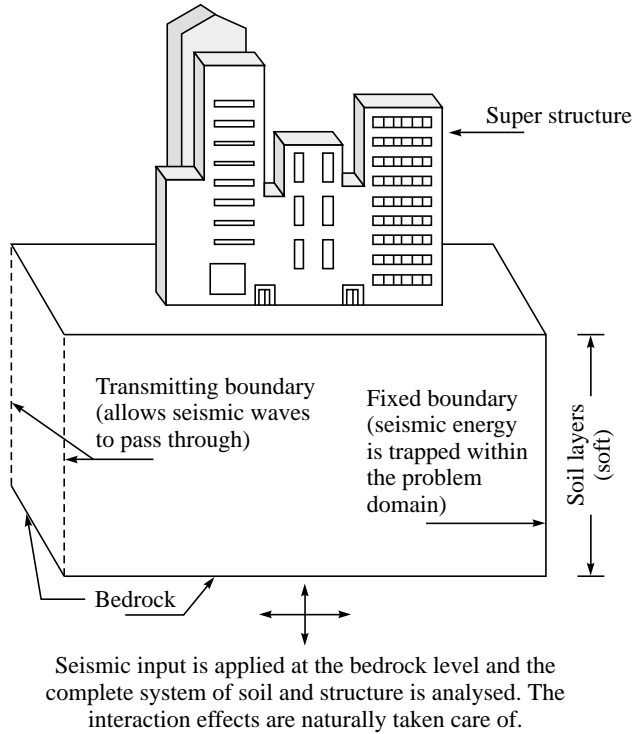 Super structure
Transmitting boundary
(allows seismic waves
to pass through)
Fixed boundary
(seismic energy
is trapped within
the problem
domain)
Soil layers
(soft)
Bedrock
Seismic input is applied at the bedrock level and the
complete system of soil and structure is analysed. The
interaction effects are naturally taken care of.